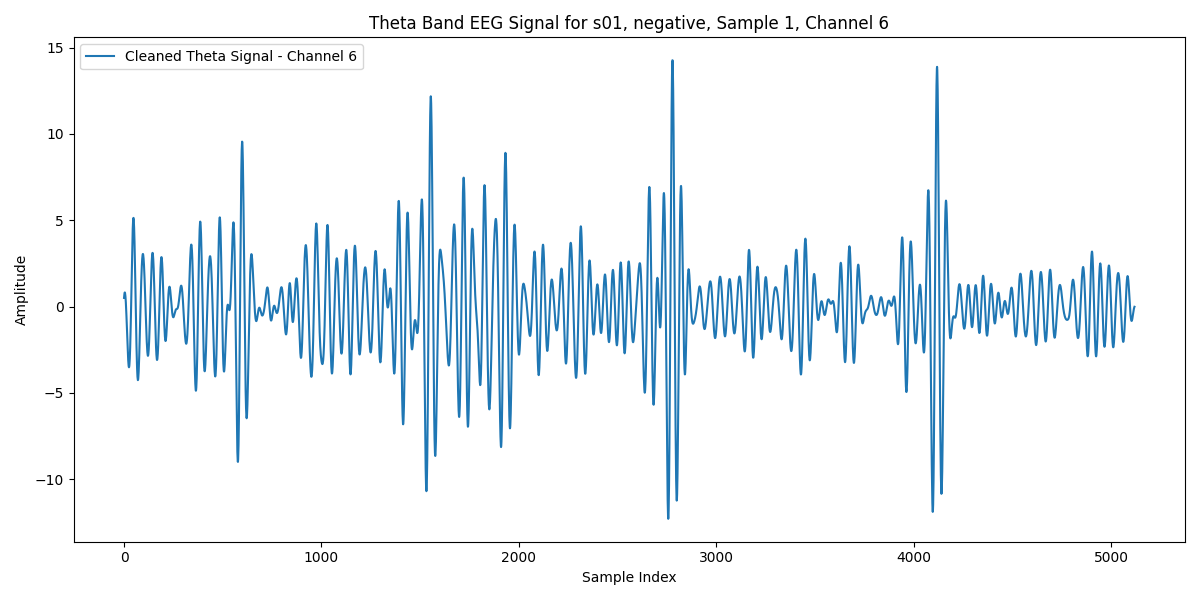 Theta Band EEG Signal for s01, negative, Sample 1, Channel 6
Cleaned Theta Signal - Channel 6
15
10
5
0
−5
−10
Amplitude
0 1000 2000 3000 4000 5000
Sample Index